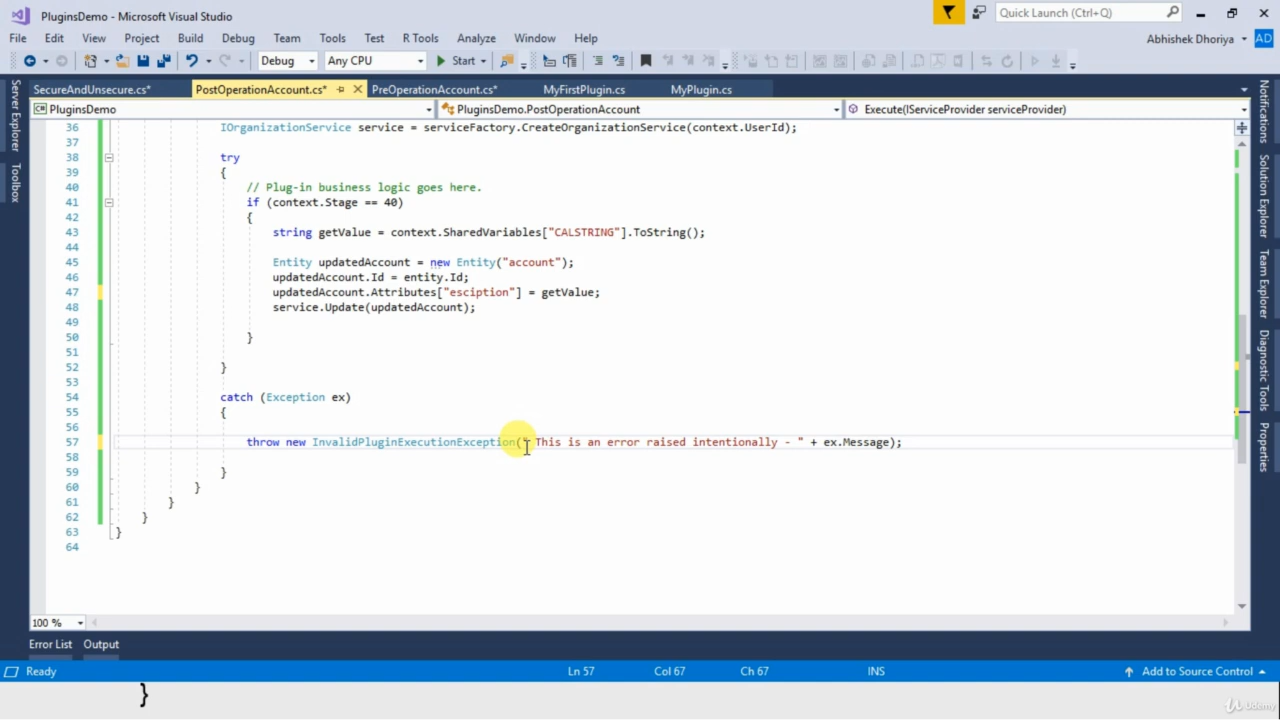 PluginsDemo - Microsoft Visual Studio
Quick Launch (Ctrl+Q)
File Edit View Project Build Debug Team Tools Test R Tools Analyze Window Help
Abhishek Dhoriya AD
Debug Any CPU Start
SecureAndUnsecure.cs* PostOperationAccount.cs* PreOperationAccount.cs* MyFirstPlugin.cs MyPlugin.cs
PluginsDemo PluginsDemo.PostOperationAccount Execute(IServiceProvider serviceProvider)
Server Explorer
Toolbox
Notifications
Solution Explorer
Team Explorer
Diagnostic Tools
Properties
36 IOrganizationService service = serviceFactory.CreateOrganizationService(context.UserId);
37
38 try
39 {
40 // Plug-in business logic goes here.
41 if (context.Stage == 40)
42 {
43 string getValue = context.SharedVariables["CALSTRING"].ToString();
44
45 Entity updatedAccount = new Entity("account");
46 updatedAccount.Id = entity.Id;
47 updatedAccount.Attributes["esciption"] = getValue;
48 service.Update(updatedAccount);
49
50 }
51
52 }
53
54 catch (Exception ex)
55 {
56
57 throw new InvalidPluginExecutionException(" This is an error raised intentionally - " + ex.Message);
58
59 }
60 }
61 }
62 }
63 }
64
100 %
Error List Output
Ready Ln 57 Col 67 Ch 67 INS Add to Source Control
}
Udemy